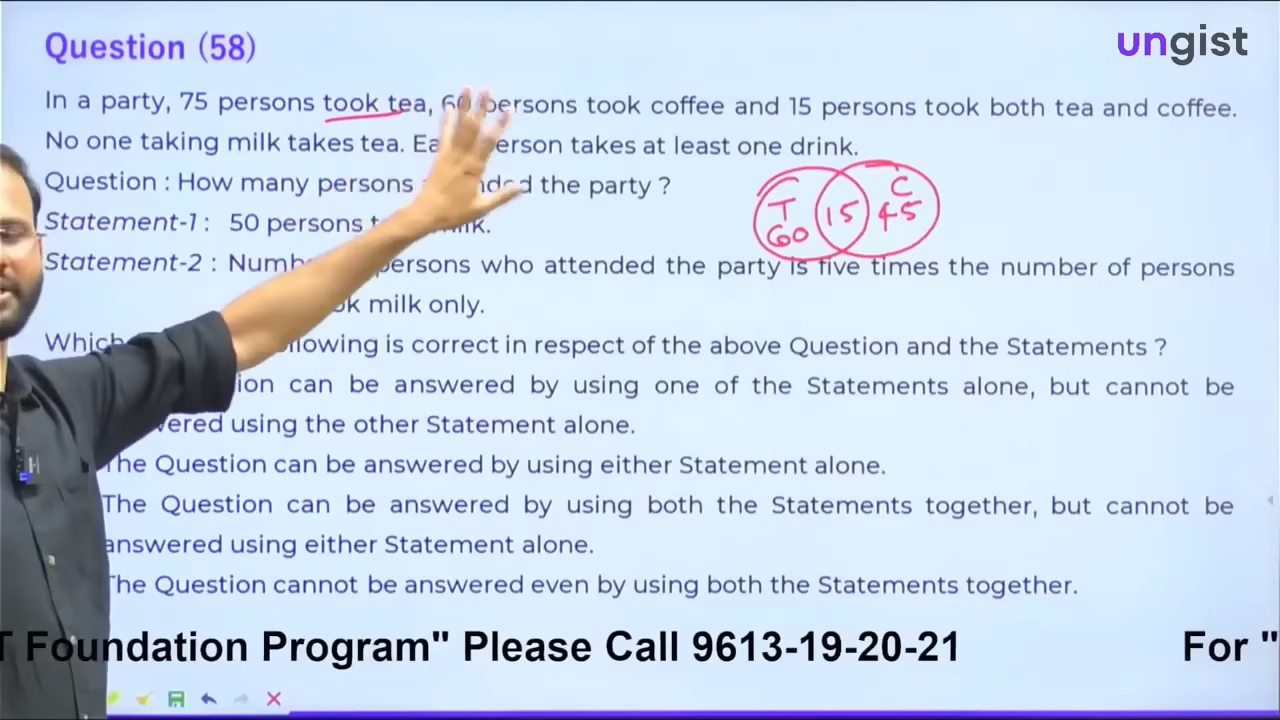 Question (58)
ungist
In a party, 75 persons took tea, 60 persons took coffee and 15 persons took both tea and coffee.
No one taking milk takes tea. person takes at least one drink.
Question : How many persons the party ?
T
C
60
15
45
Statement-1 : 50 persons
Statement-2 : persons who attended the party is five times the number of persons
milk only.
is correct in respect of the above Question and the Statements ?
can be answered by using one of the Statements alone, but cannot be
using the other Statement alone.
The Question can be answered by using either Statement alone.
The Question can be answered by using both the Statements together, but cannot be
answered using either Statement alone.
The Question cannot be answered even by using both the Statements together.
Foundation Program" Please Call 9613-19-20-21 For "